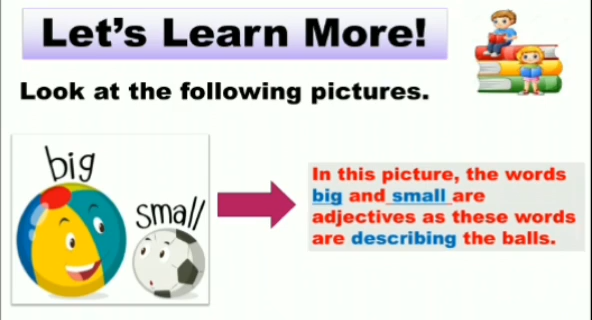 Let's Learn More!
Look at the following pictures.
big
small
In this picture, the words
big and small are
adjectives as these words
are describing the balls.